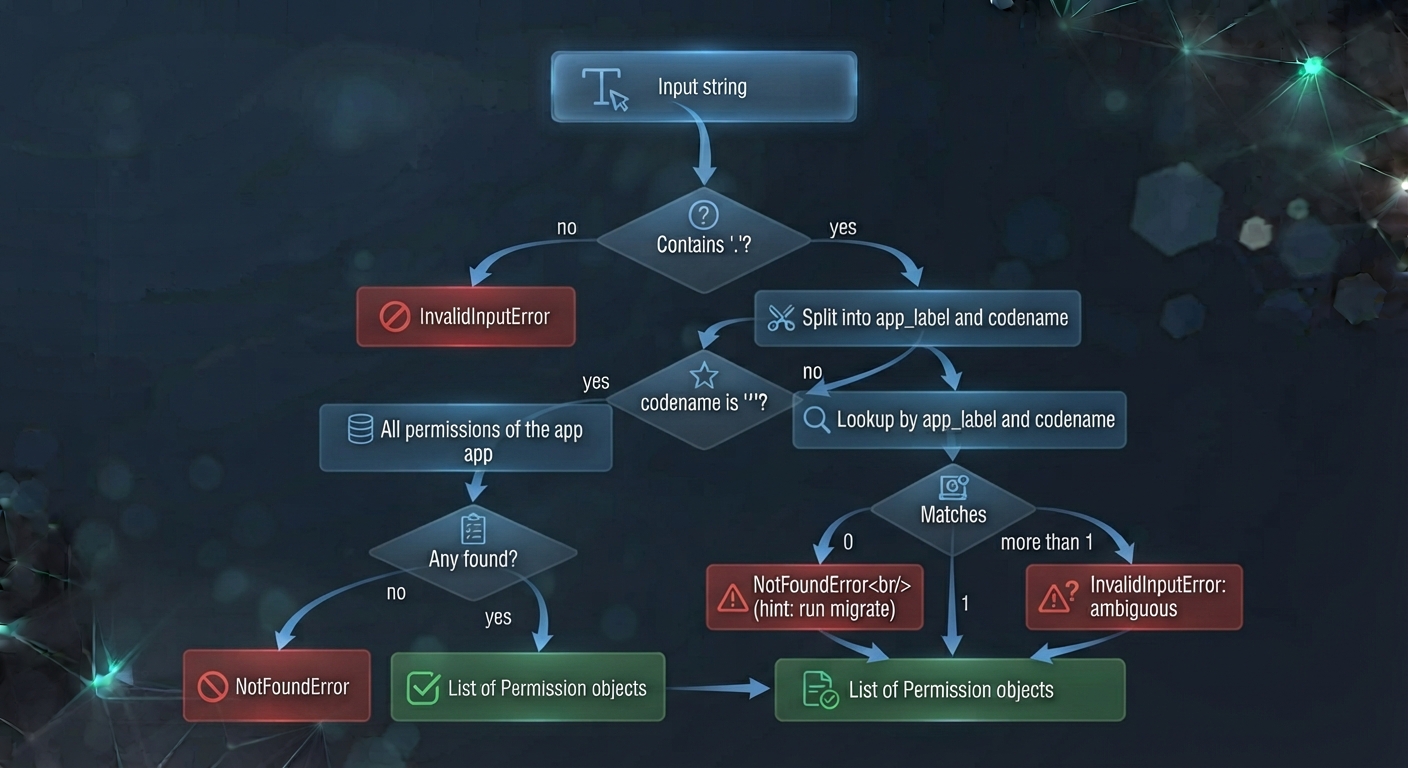 Input string
Contains '.'?
no
yes
InvalidInputError
Split into app_label and codename
codename is '''?
yes
no
All permissions of the app
app
Lookup by app_label and codename
Any found?
no
yes
Matches
0
more than 1
1
NotFoundError<br/>
(hint: run migrate)
InvalidInputError:
ambiguous
NotFoundError
List of Permission objects
List of Permission objects